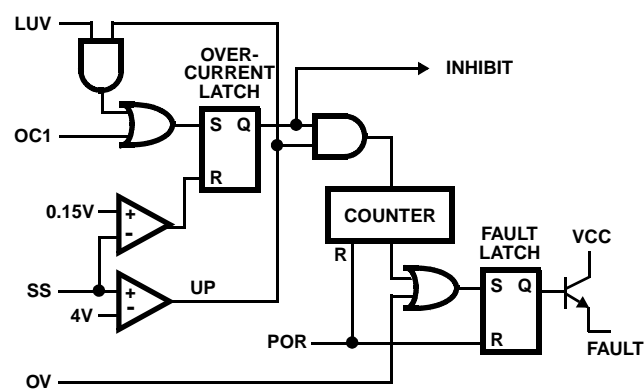 LUV
OVER-
CURRENT
LATCH
INHIBIT
S Q
OC1
R
0.15V
+
-
COUNTER
R
FAULT
LATCH
VCC
SS
+
-
UP
4V
S Q
POR
R
FAULT
OV